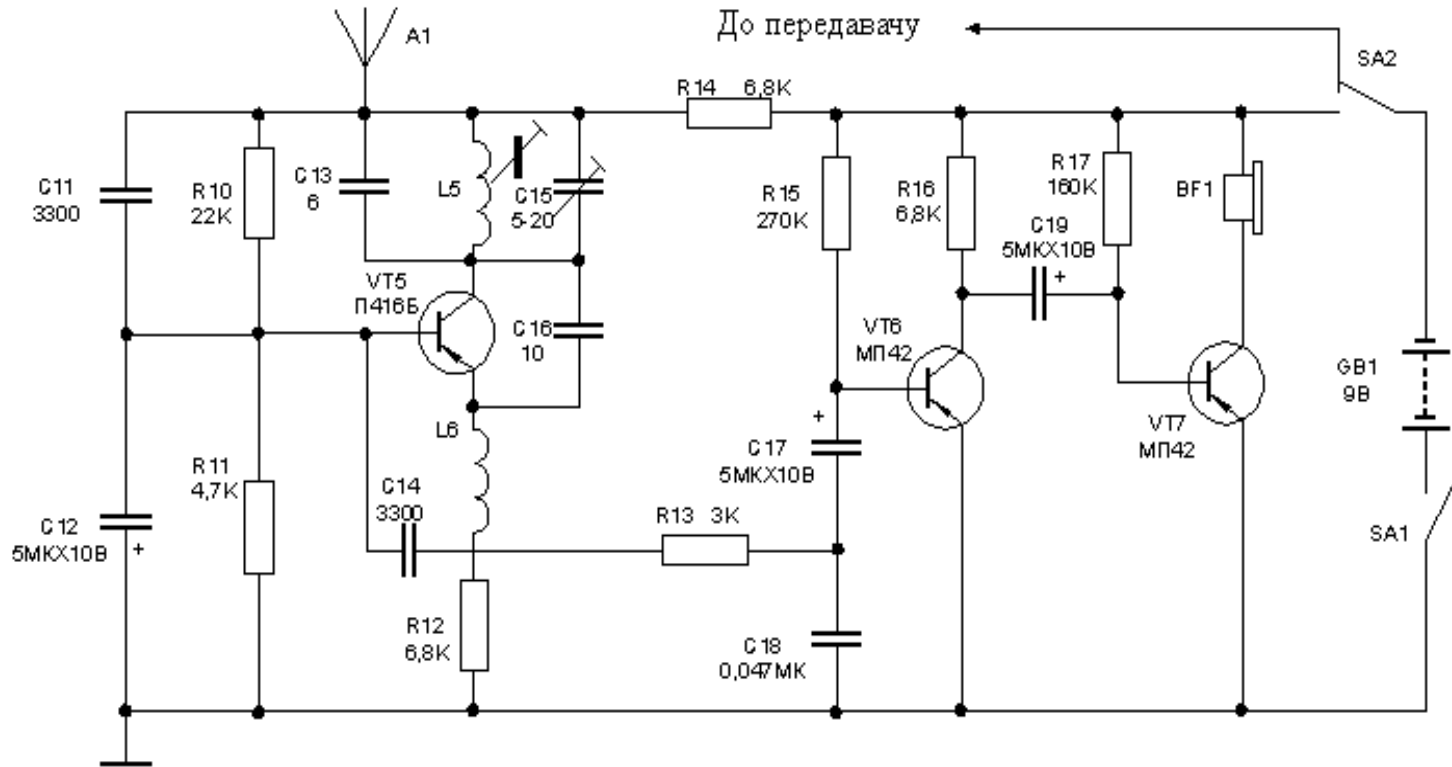 До передавачу
A1
SA2
R14 6,8K
C11
3300
R10
22K
C13
6
L5
C15
5-20
R15
270K
R16
6,8K
R17
160K
BF1
C19
5МКХ10В
+
VT5
П416Б
C16
10
VT6
МП42
GB1
9В
VT7
МП42
L6
+
C17
5МКХ10В
R11
4,7K
C14
3300
R13 3K
C12
5МКХ10В
+
SA1
R12
6,8K
C18
0,047МК